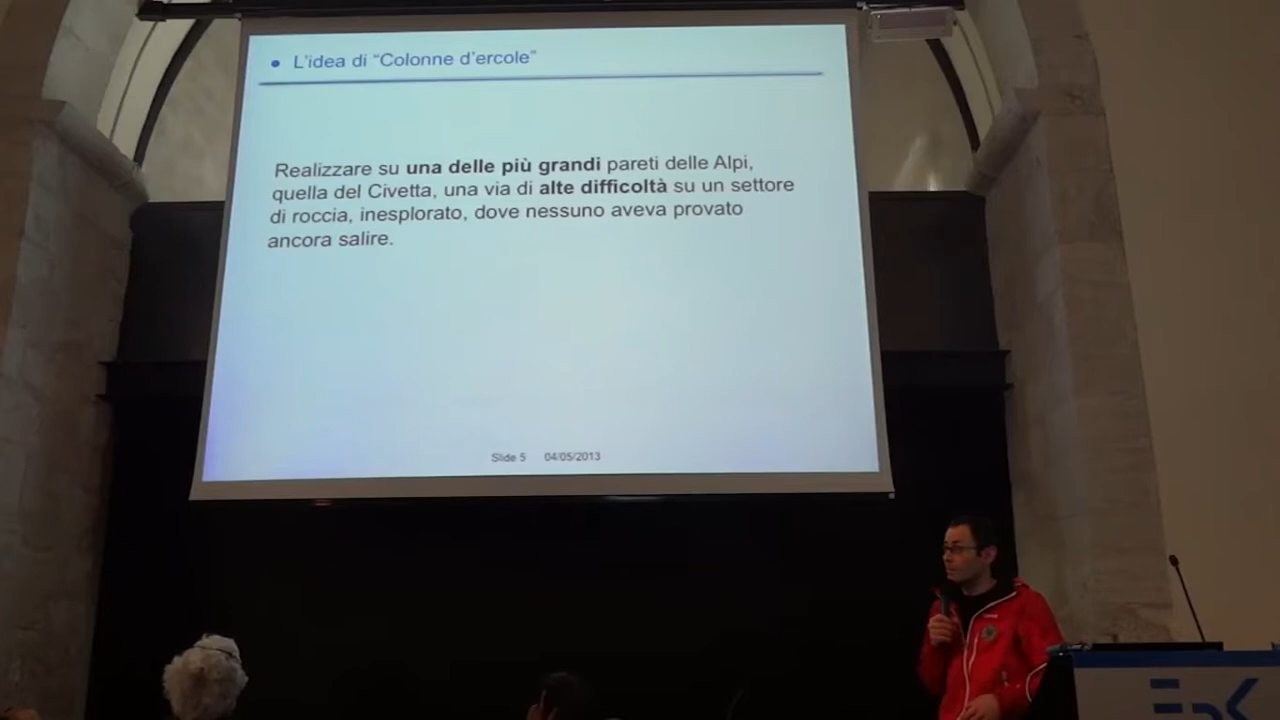 • L'idea di "Colonne d'ercole"
Realizzare su una delle più grandi pareti delle Alpi,
quella del Civetta, una via di alte difficoltà su un settore
di roccia, inesplorato, dove nessuno aveva provato
ancora salire.
Slide 5 04/05/2013